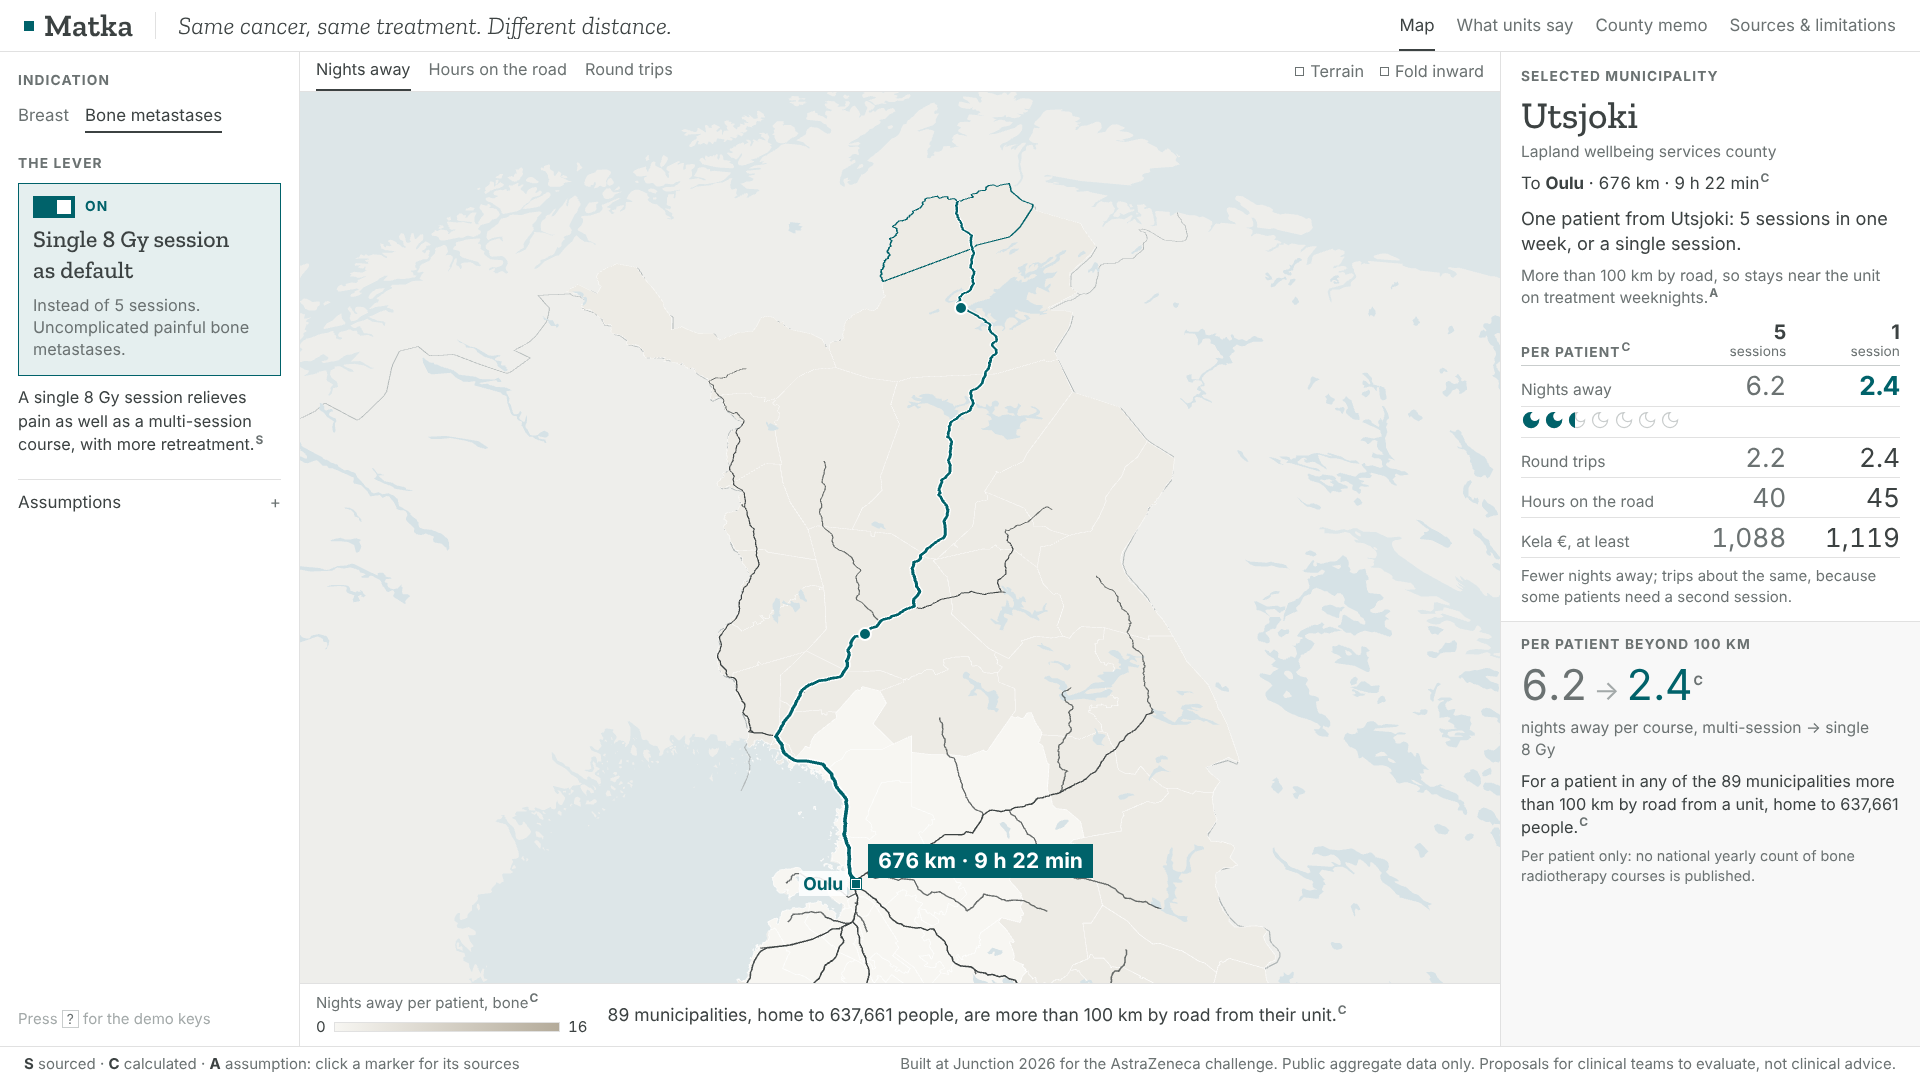 Matka
Same cancer, same treatment. Different distance.
Map What units say County memo Sources & limitations
INDICATION
Breast Bone metastases
THE LEVER
ON
Single 8 Gy session
as default
Instead of 5 sessions.
Uncomplicated painful bone
metastases.
A single 8 Gy session relieves
pain as well as a multi-session
course, with more retreatment.S
Assumptions +
Press ? for the demo keys
Nights away Hours on the road Round trips
Terrain Fold inward
676 km · 9 h 22 min
Oulu
Nights away per patient, boneC
0 16
89 municipalities, home to 637,661 people, are more than 100 km by road from their unit.C
SELECTED MUNICIPALITY
Utsjoki
Lapland wellbeing services county
To Oulu · 676 km · 9 h 22 minC
One patient from Utsjoki: 5 sessions in one
week, or a single session.
More than 100 km by road, so stays near the unit
on treatment weeknights.A
PER PATIENTC 5 sessions 1 session
Nights away 6.2 2.4
Round trips 2.2 2.4
Hours on the road 40 45
Kela €, at least 1,088 1,119
Fewer nights away; trips about the same, because
some patients need a second session.
PER PATIENT BEYOND 100 KM
6.2 → 2.4C
nights away per course, multi-session → single
8 Gy
For a patient in any of the 89 municipalities more
than 100 km by road from a unit, home to 637,661
people.C
Per patient only: no national yearly count of bone
radiotherapy courses is published.
S sourced · C calculated · A assumption: click a marker for its sources
Built at Junction 2026 for the AstraZeneca challenge. Public aggregate data only. Proposals for clinical teams to evaluate, not clinical advice.